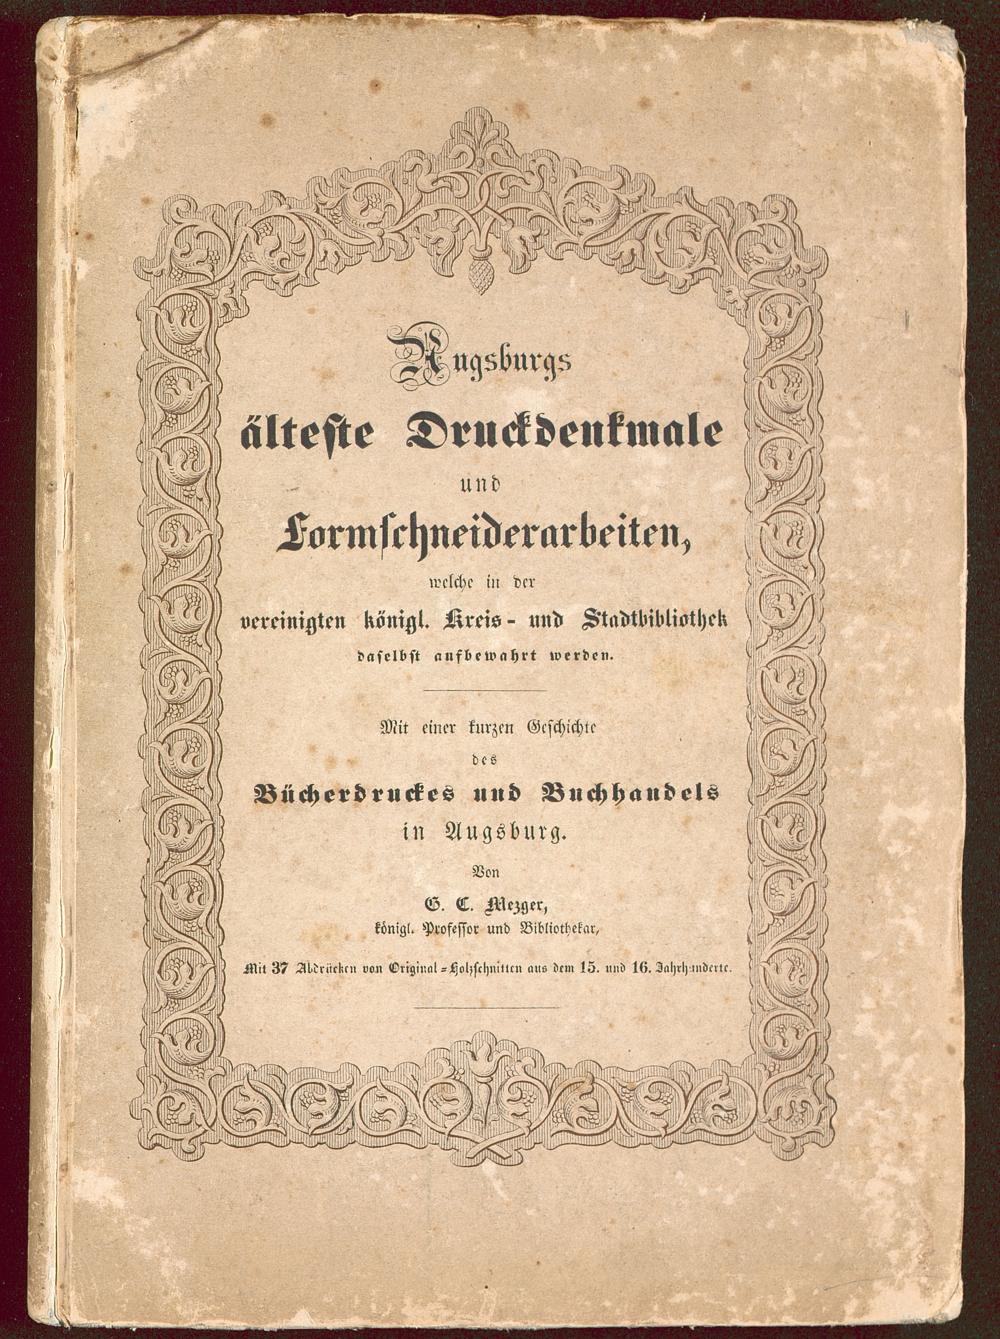 Augsburgs
älteſte Druckdenkmale
und
Formſchneiderarbeiten,
welche in der
vereinigten königl. Kreis- und Stadtbibliothek
daſelbſt aufbewahrt werden.
Mit einer kurzen Geſchichte
des
Bücherdruckes und Buchhandels
in Augsburg.
Von
G. C. Mezger,
königl. Profeſſor und Bibliothekar,
Mit 37 Abdrücken von Original-Holzſchnitten aus dem 15. und 16. Jahrhunderte.